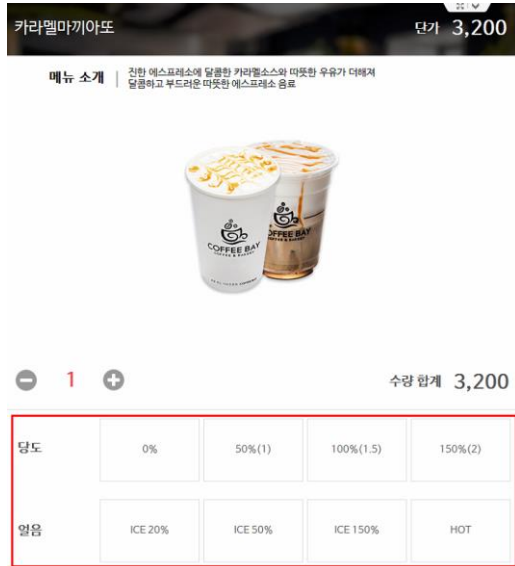 카라멜마끼아또
단가 3,200
메뉴 소개 | 진한 에스프레소에 달콤한 카라멜소스와 따뜻한 우유가 더해져
달콤하고 부드러운 따뜻한 에스프레소 음료
COFFEE BAY
COFFEE & BAKERY
COFFEE BAY
1
수량 합계 3,200
당도 0% 50%(1) 100%(1.5) 150%(2)
얼음 ICE 20% ICE 50% ICE 150% HOT